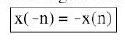 x(-n) = -x(n)